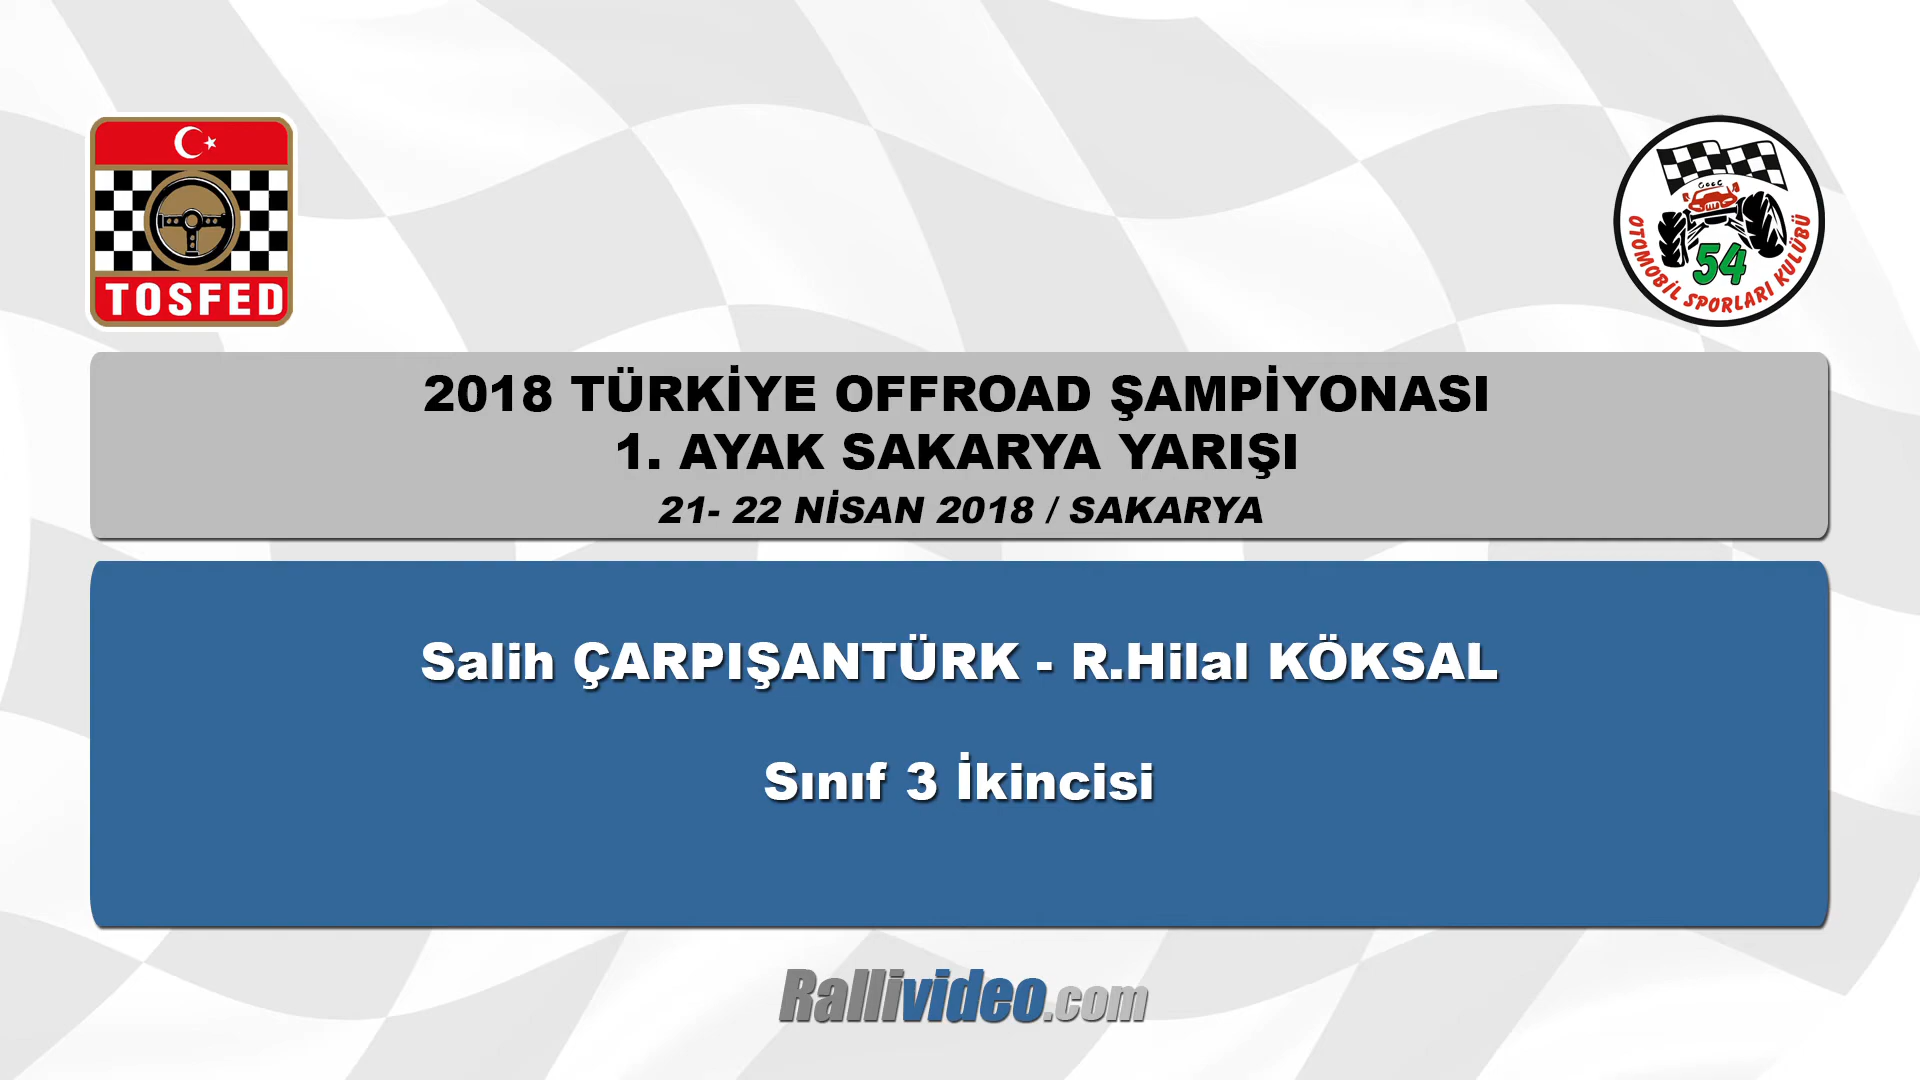 TOSFED
54
OTOMOBİL SPORLARI KULÜBÜ
2018 TÜRKİYE OFFROAD ŞAMPİYONASI
1. AYAK SAKARYA YARIŞI
21- 22 NİSAN 2018 / SAKARYA
Salih ÇARPIŞANTÜRK - R.Hilal KÖKSAL
Sınıf 3 İkincisi
Rallivideo.com